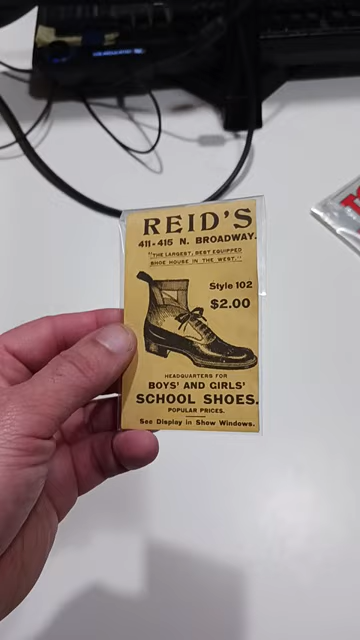 REID'S
411-415 N. BROADWAY.
"THE LARGEST, BEST EQUIPPED
SHOE HOUSE IN THE WEST."
Style 102
$2.00
HEADQUARTERS FOR
BOYS' AND GIRLS'
SCHOOL SHOES.
POPULAR PRICES.
See Display in Show Windows.